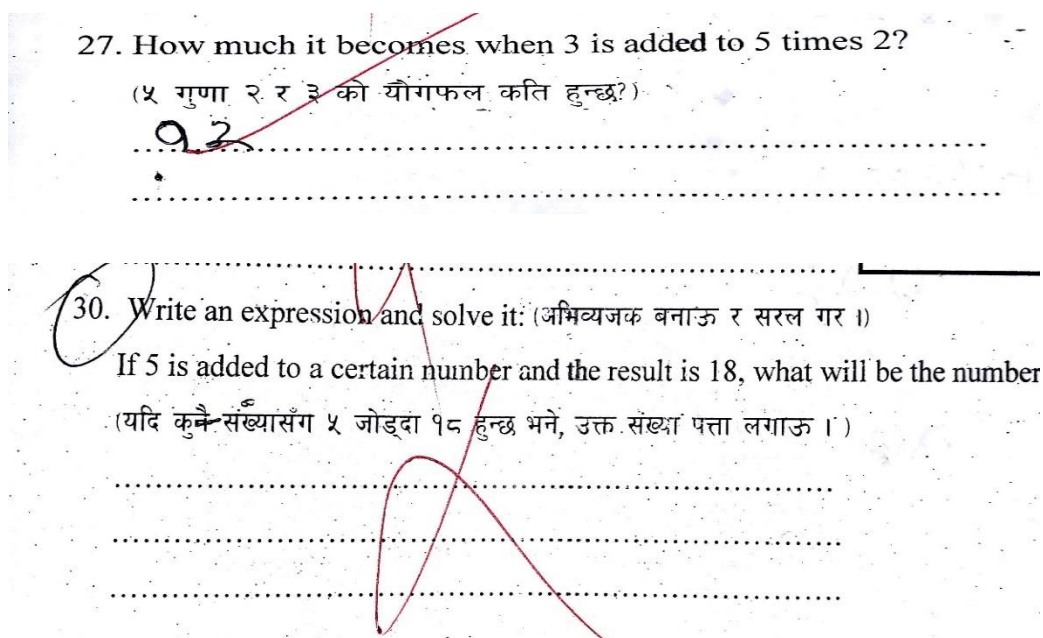 27. How much it becomes when 3 is added to 5 times 2?
(५ गुणा २ र ३ को योगफल कति हुन्छ?)
१३
30. Write an expression and solve it: (अभिव्यजक बनाऊ र सरल गर ।)
If 5 is added to a certain number and the result is 18, what will be the number
(यदि कुनै संख्यासँग ५ जोड्दा १८ हुन्छ भने, उक्त संख्या पत्ता लगाऊ । )